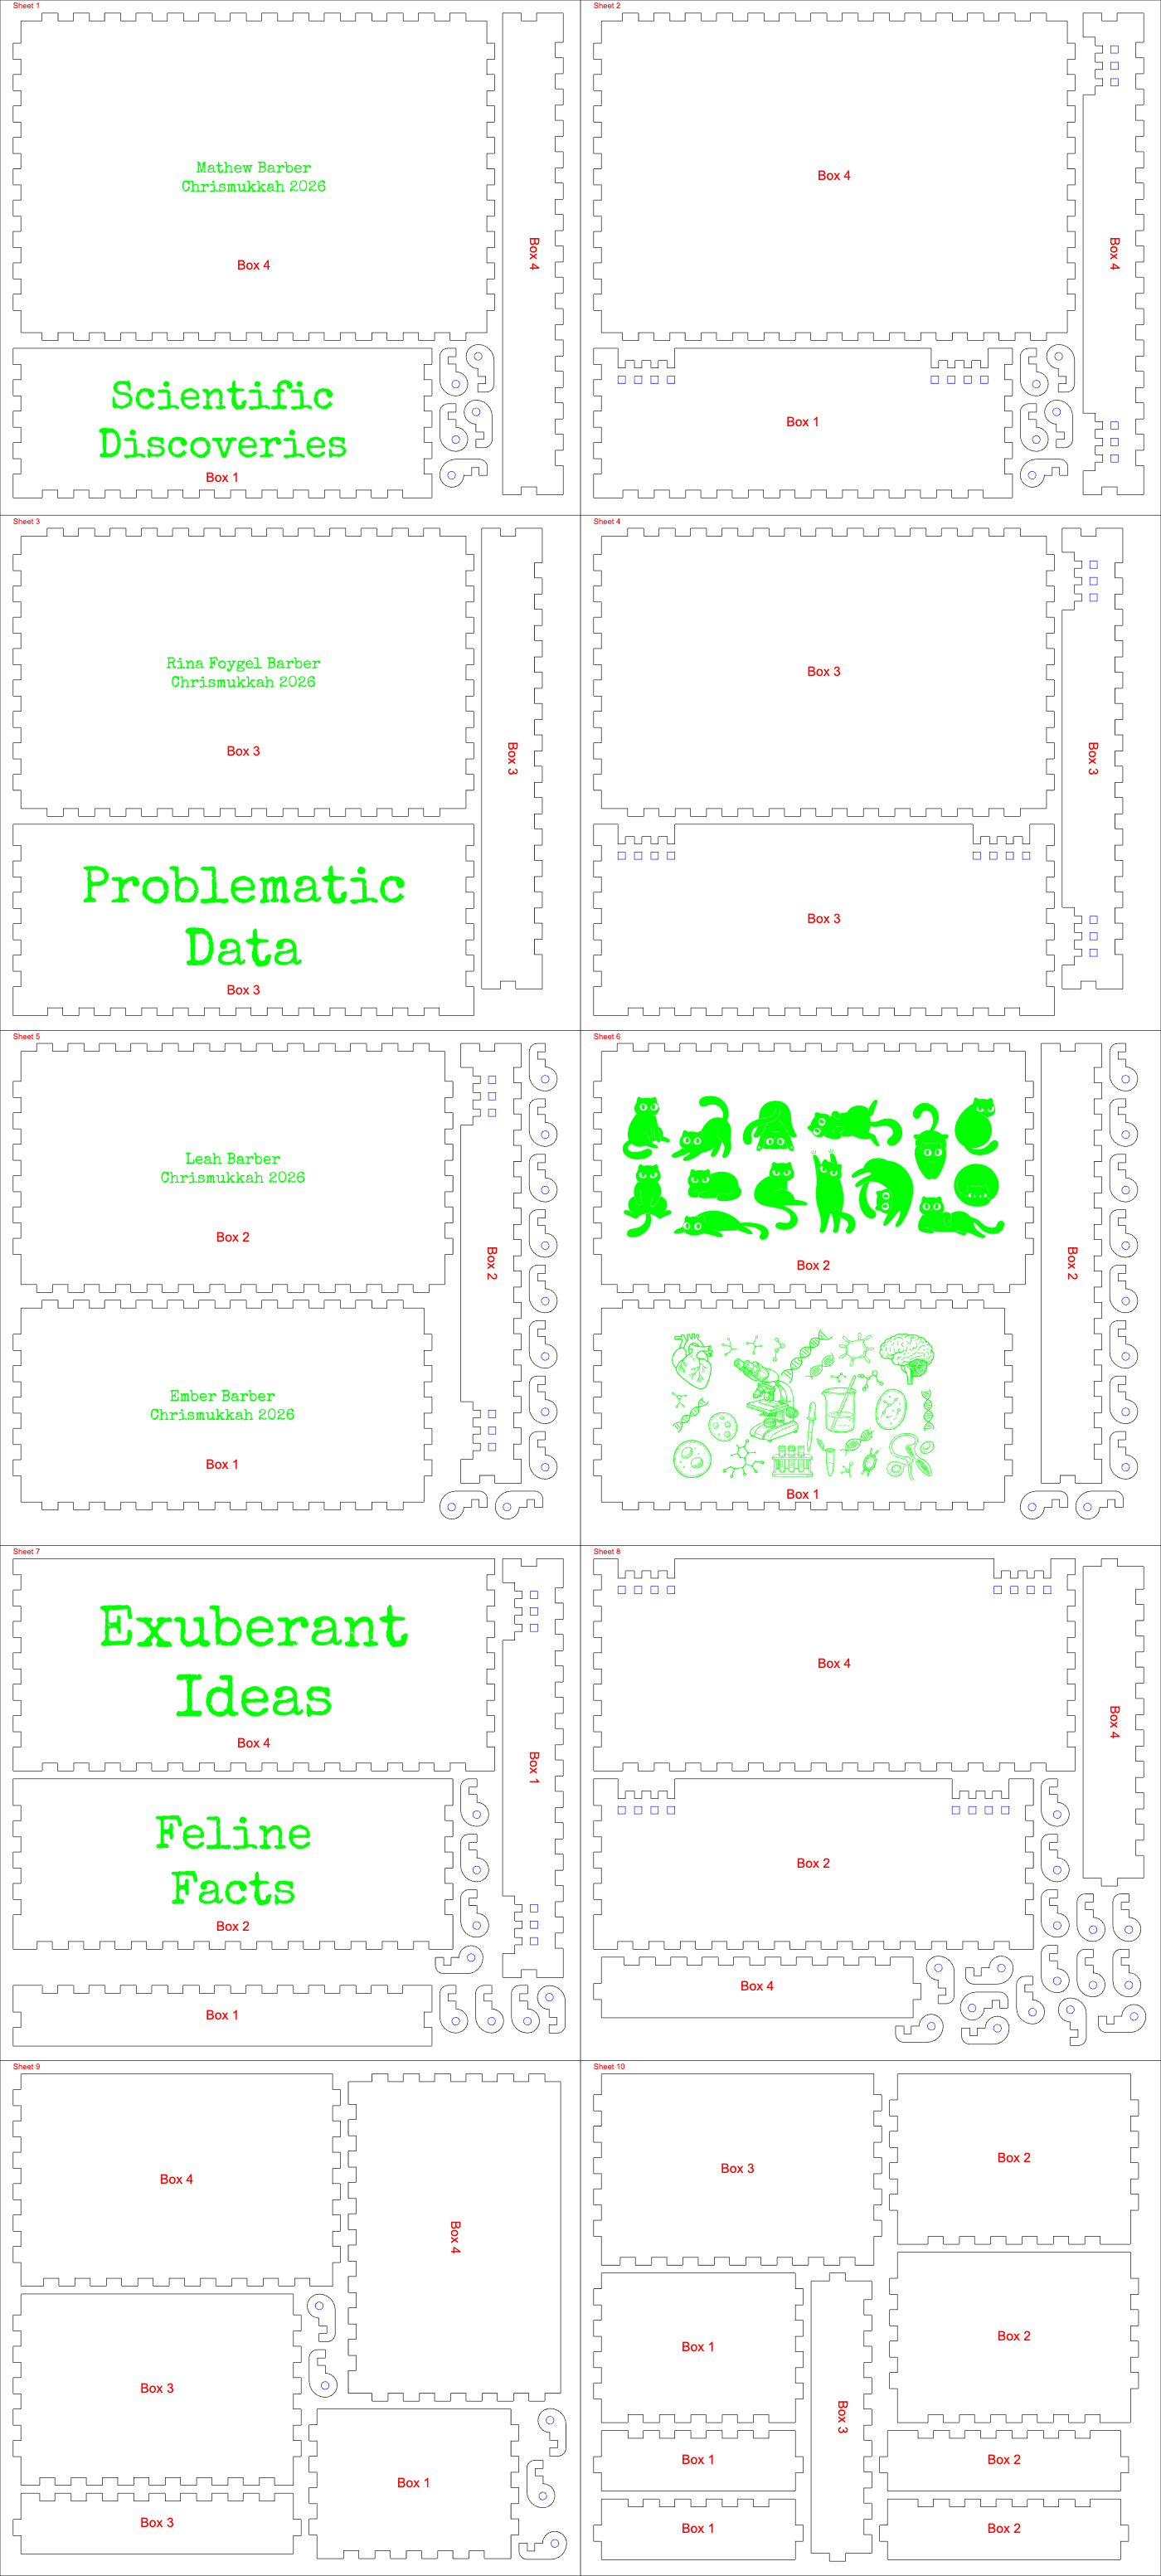 Sheet 1
Mathew Barber
Chrismukkah 2026
Box 4
Box 4
Scientific
Discoveries
Box 1
Sheet 2
Box 4
Box 4
Box 1
Sheet 3
Rina Foygel Barber
Chrismukkah 2026
Box 3
Box 3
Problematic
Data
Box 3
Sheet 4
Box 3
Box 3
Box 3
Sheet 5
Leah Barber
Chrismukkah 2026
Box 2
Box 2
Ember Barber
Chrismukkah 2026
Box 1
Sheet 6
Box 2
Box 2
Box 1
Sheet 7
Exuberant
Ideas
Box 4
Box 1
Feline
Facts
Box 2
Box 1
Sheet 8
Box 4
Box 4
Box 2
Box 4
Sheet 9
Box 4
Box 4
Box 3
Box 1
Box 3
Sheet 10
Box 3
Box 2
Box 1
Box 2
Box 3
Box 1
Box 2
Box 1
Box 2